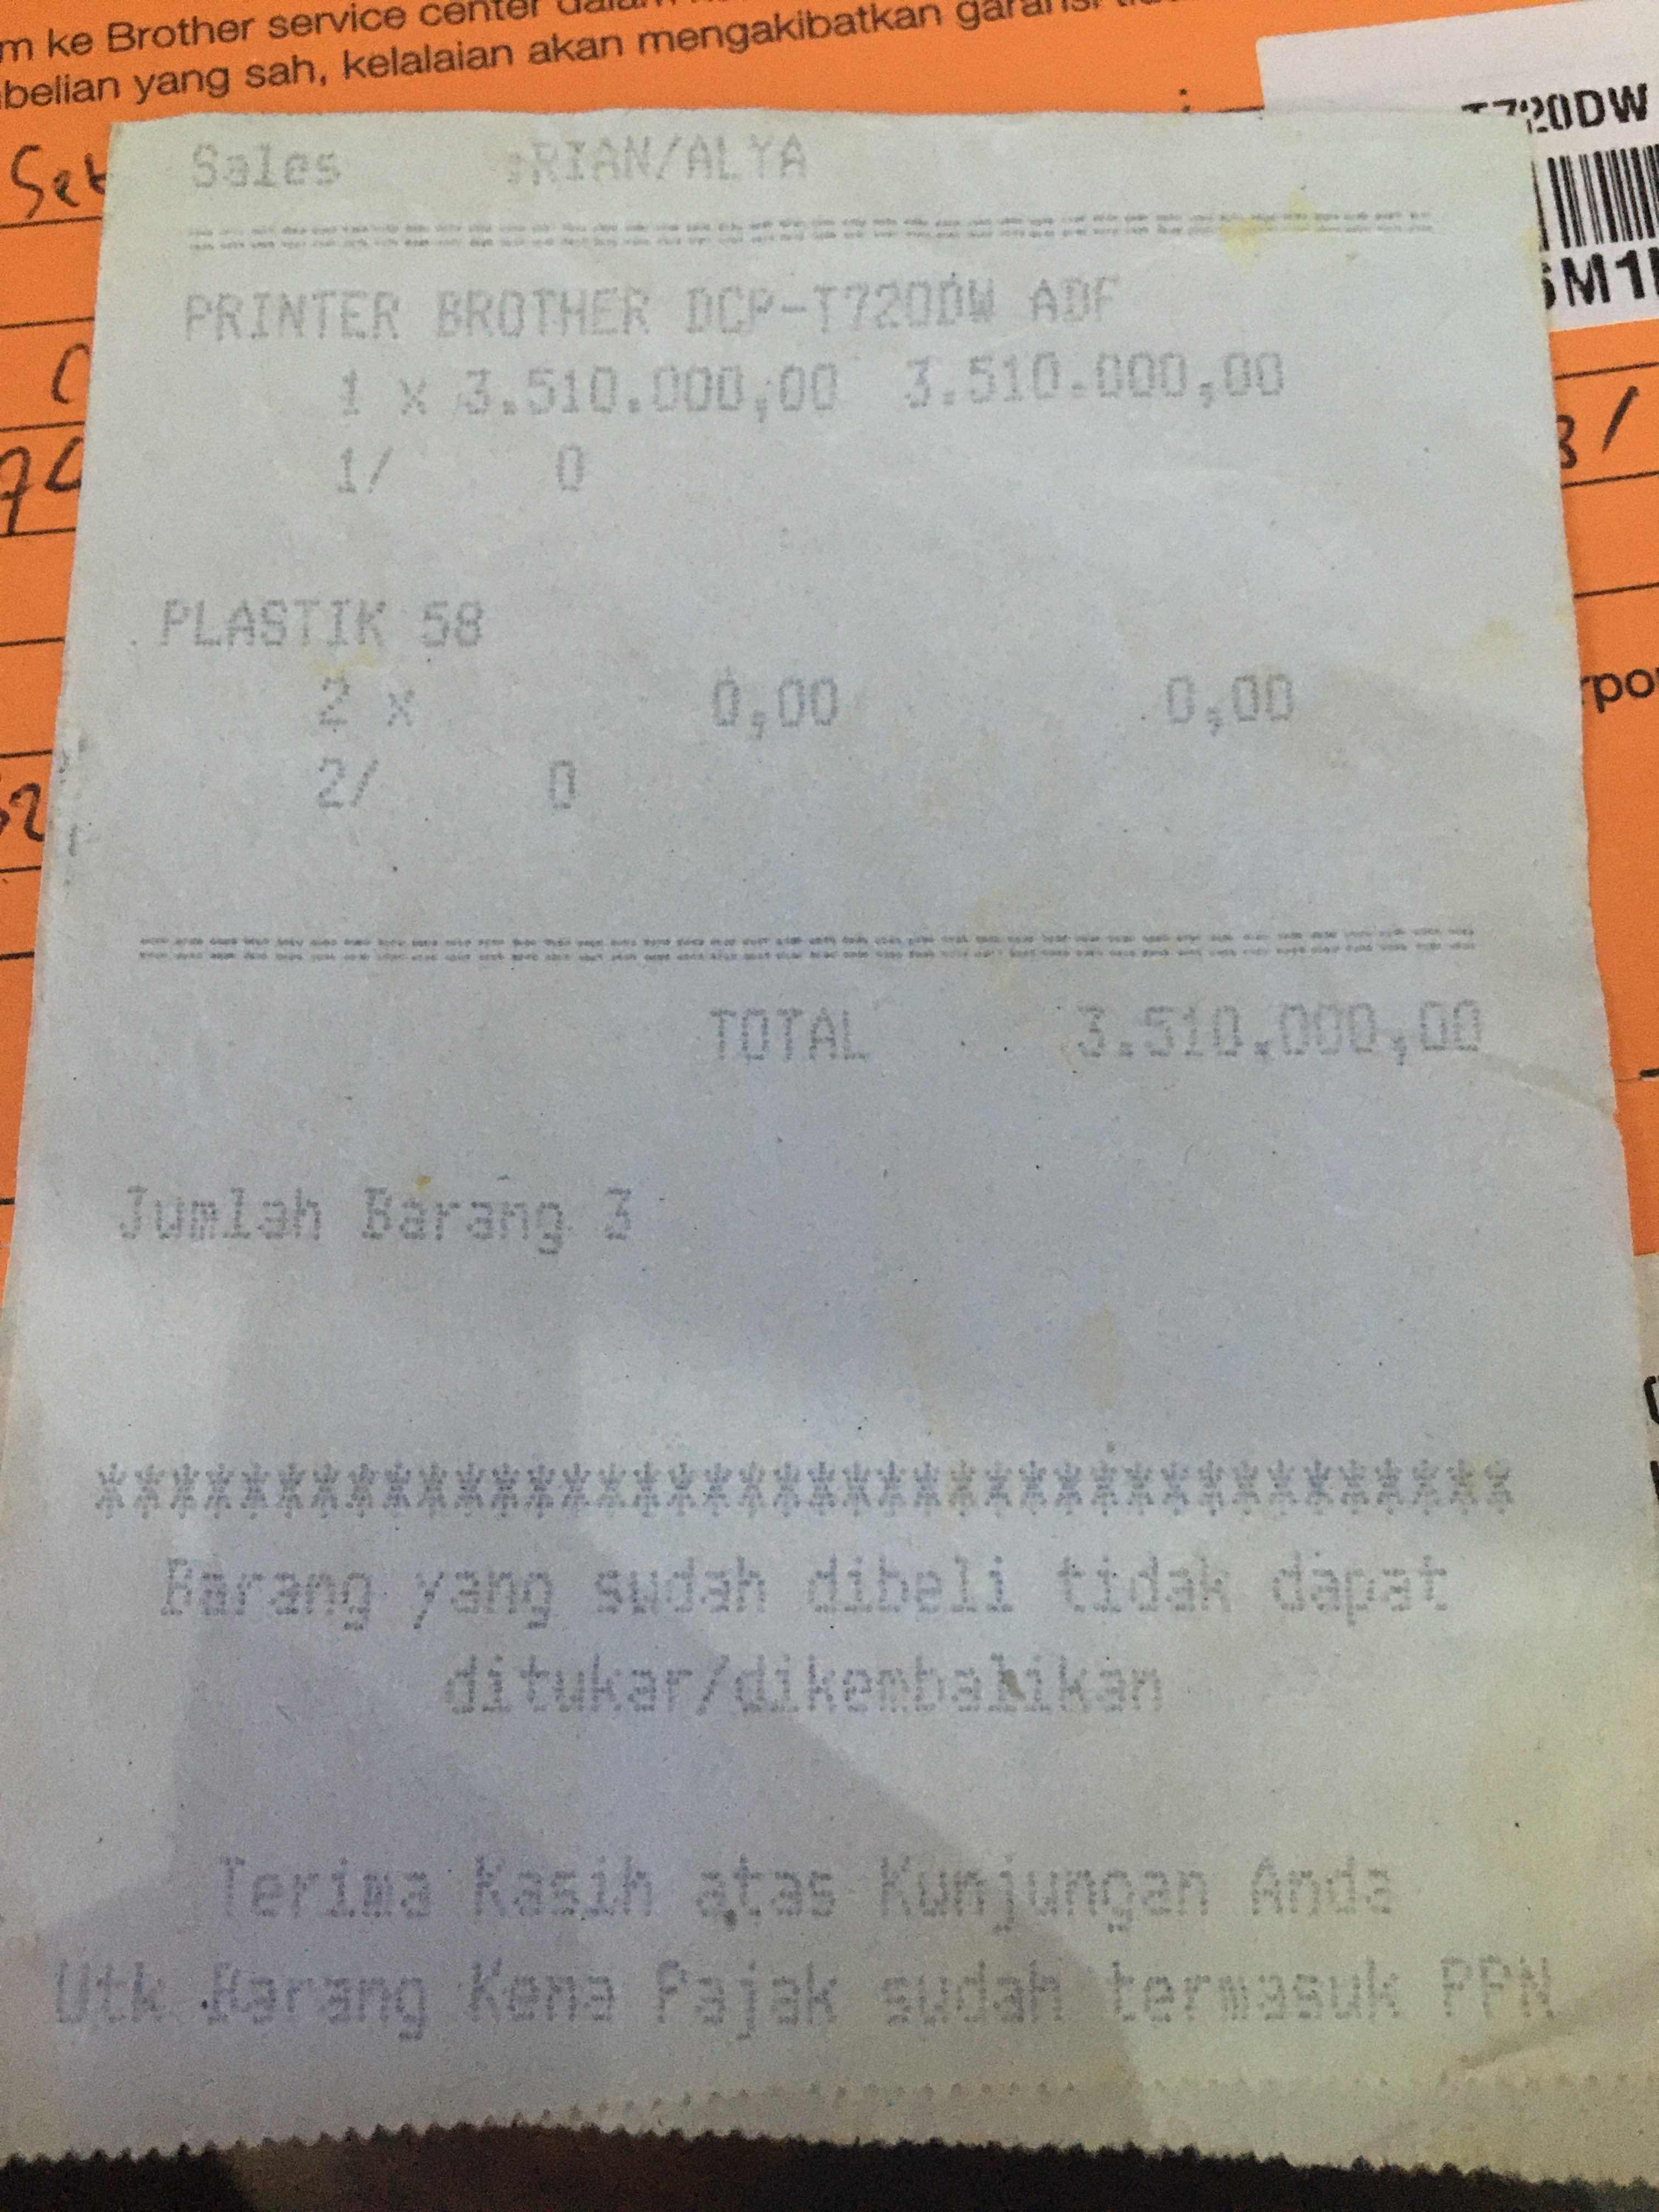 m ke Brother service center dalam
belian yang sah, kelalaian akan mengakibatkan garansi
T720DW
Set
Sales :RIAN/ALYA
================================
PRINTER BROTHER DCP-T720DW ADF
1 x 3.510.000,00 3.510.000,00
1/ 0
PLASTIK 58
2 x 0,00 0,00
2/ 0
================================
TOTAL 3.510.000,00
Jumlah Barang 3
****************************************
Barang yang sudah dibeli tidak dapat
ditukar/dikembalikan
Terima Kasih atas Kunjungan Anda
Utk Barang Kena Pajak sudah termasuk PPN